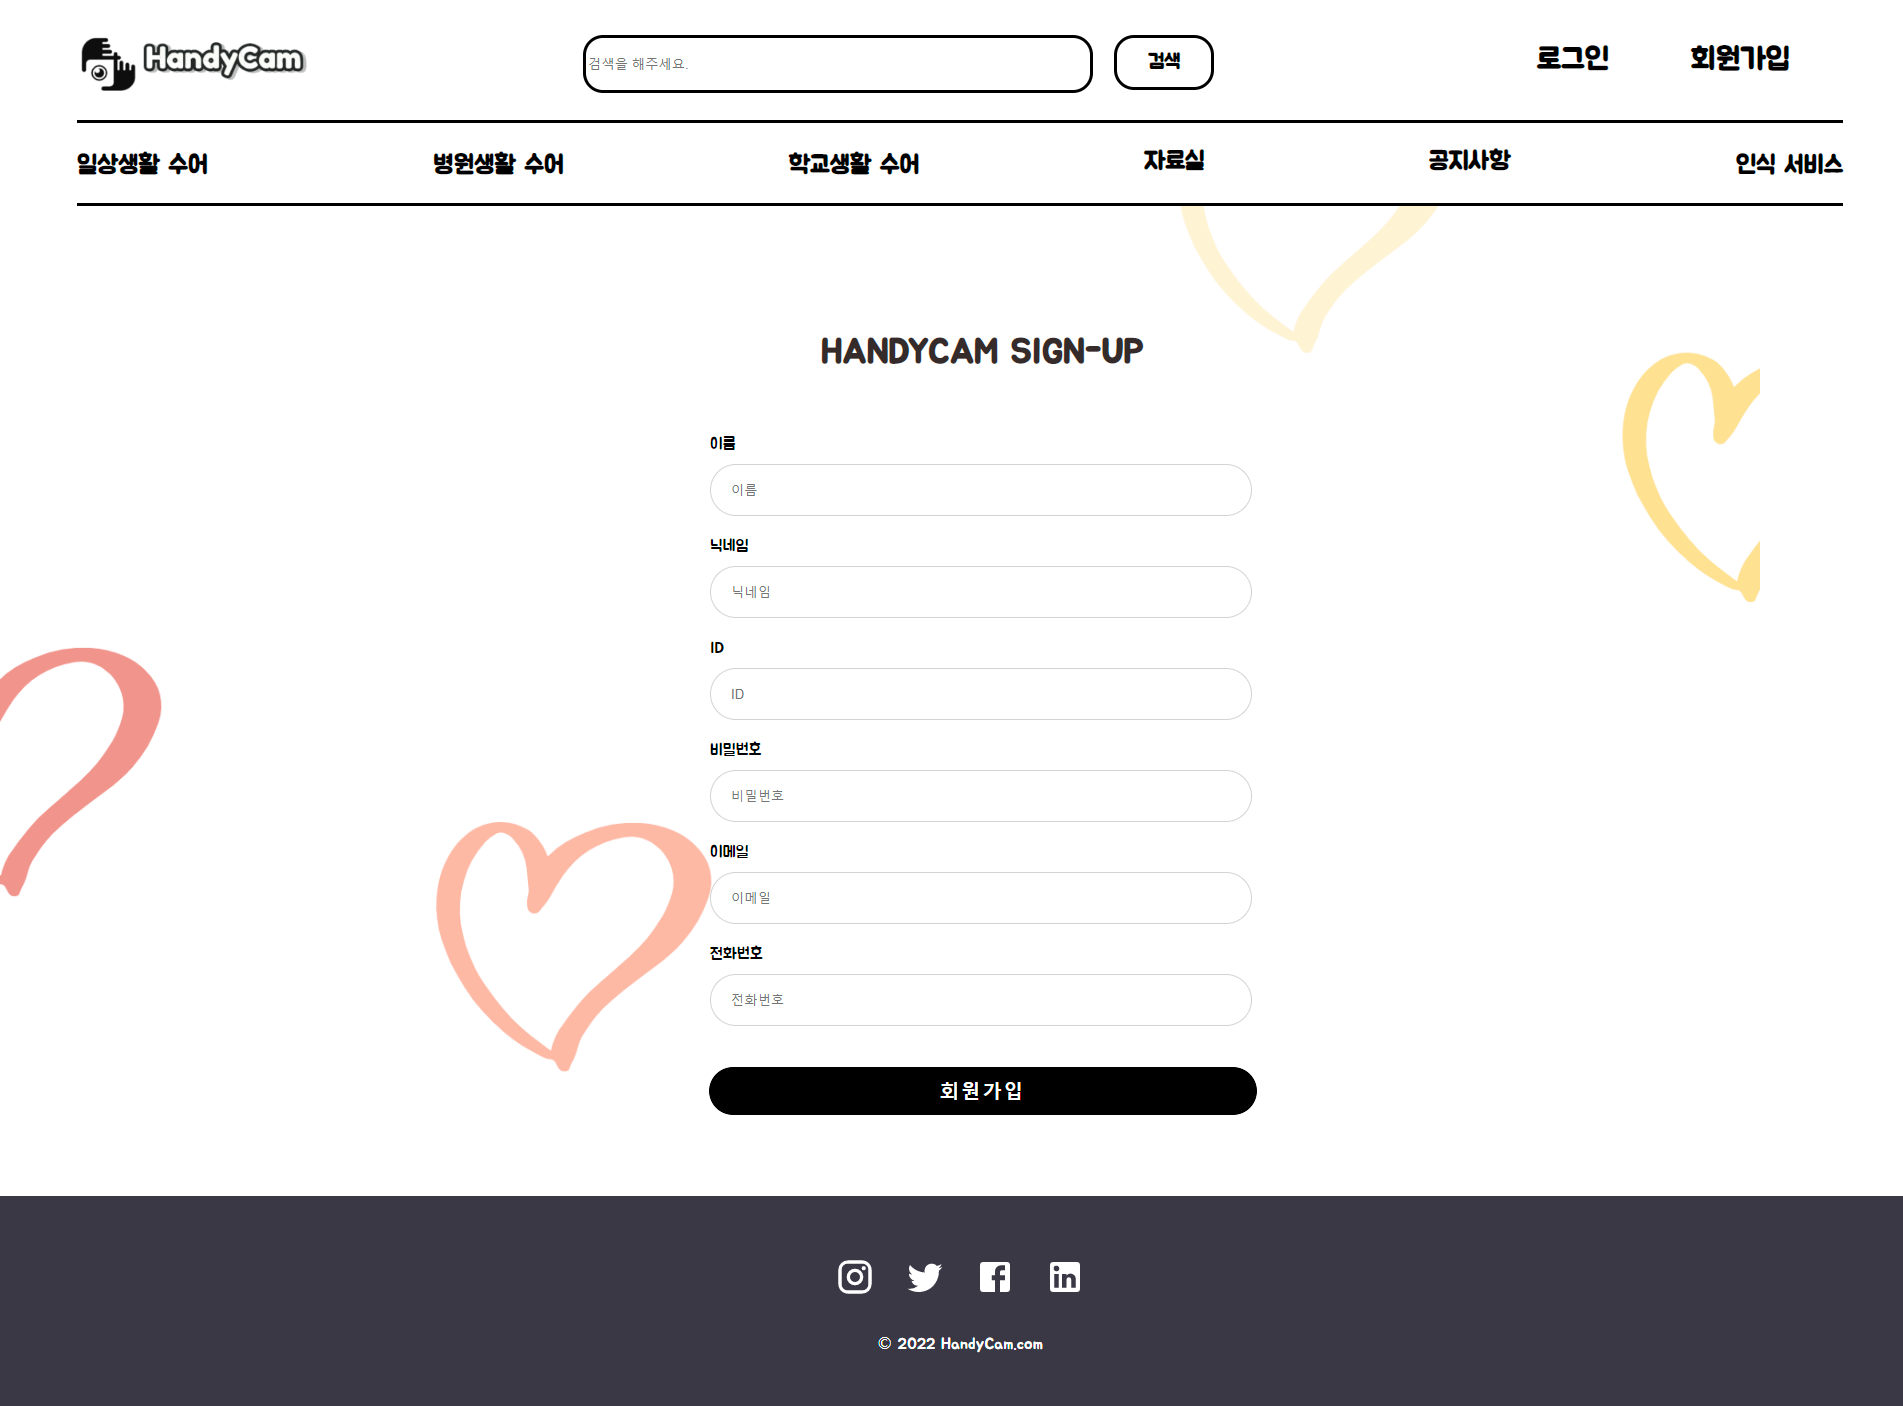 HandyCam
검색을 해주세요.
검색
로그인
회원가입
일상생활 수어
병원생활 수어
학교생활 수어
자료실
공지사항
인식 서비스
HANDYCAM SIGN-UP
이름
이름
닉네임
닉네임
ID
ID
비밀번호
비밀번호
이메일
이메일
전화번호
전화번호
회원가입
© 2022 HandyCam.com